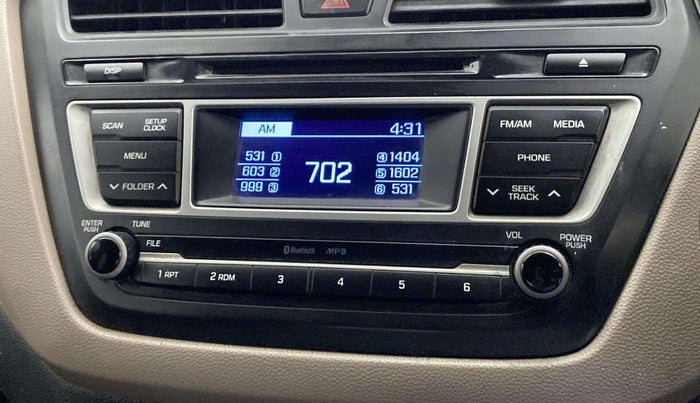 DISP
SCAN SETUP CLOCK
MENU
FOLDER
AM 4:31
531 1 4 1404
603 2 702 5 1602
999 3 6 531
FM/AM MEDIA
PHONE
SEEK TRACK
ENTER PUSH
TUNE
FILE
Bluetooth MP3
VOL
POWER PUSH
1 RPT 2 RDM 3 4 5 6